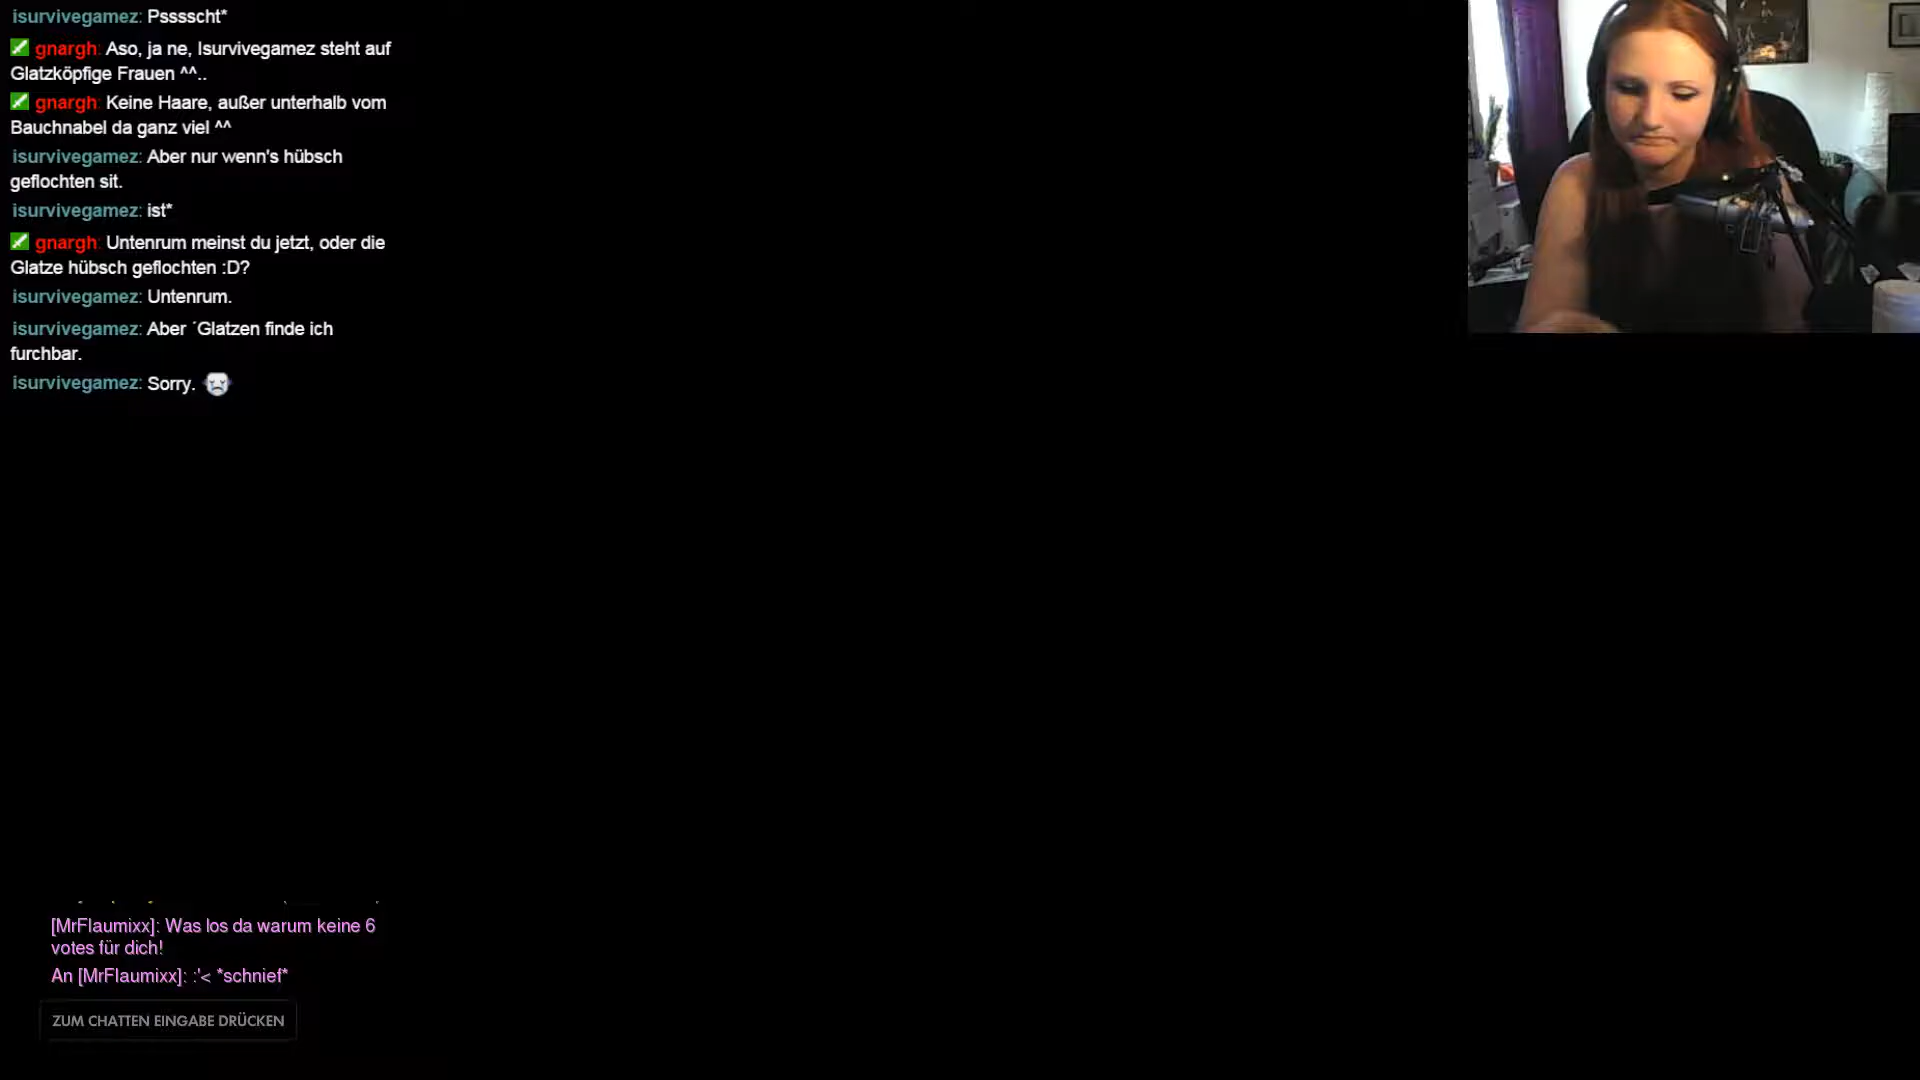 isurvivegamez: Psssscht*
gnargh: Aso, ja ne, Isurvivegamez steht auf
Glatzköpfige Frauen ^^..
gnargh: Keine Haare, außer unterhalb vom
Bauchnabel da ganz viel ^^
isurvivegamez: Aber nur wenn's hübsch
geflochten sit.
isurvivegamez: ist*
gnargh: Untenrum meinst du jetzt, oder die
Glatze hübsch geflochten :D?
isurvivegamez: Untenrum.
isurvivegamez: Aber ´Glatzen finde ich
furchbar.
isurvivegamez: Sorry.
[MrFlaumixx]: Was los da warum keine 6
votes für dich!
An [MrFlaumixx]: :'< *schnief*
ZUM CHATTEN EINGABE DRÜCKEN